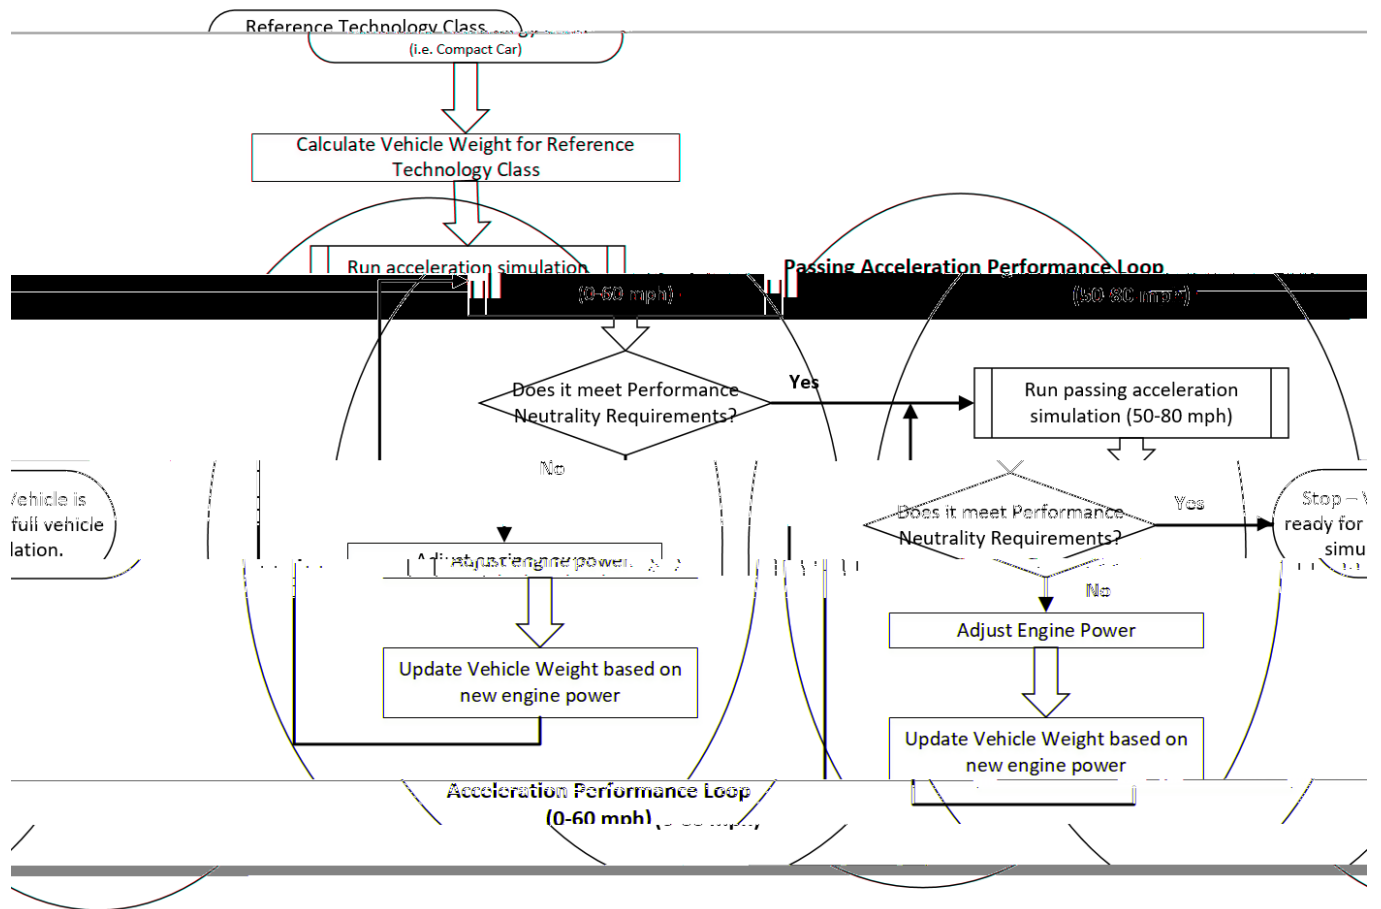 Reference Technology Class
(i.e. Compact Car)
Calculate Vehicle Weight for Reference
Technology Class
Run acceleration simulation
(0-60 mph)
Passing Acceleration Performance Loop
(50-80 mph)
Does it meet Performance
Neutrality Requirements?
Yes
Run passing acceleration
simulation (50-80 mph)
No
Vehicle is
full vehicle
lation.
Does it meet Performance
Neutrality Requirements?
Yes
Stop –
ready for
simu
Adjust engine power
No
Adjust Engine Power
Update Vehicle Weight based on
new engine power
Update Vehicle Weight based on
new engine power
Acceleration Performance Loop
(0-60 mph)